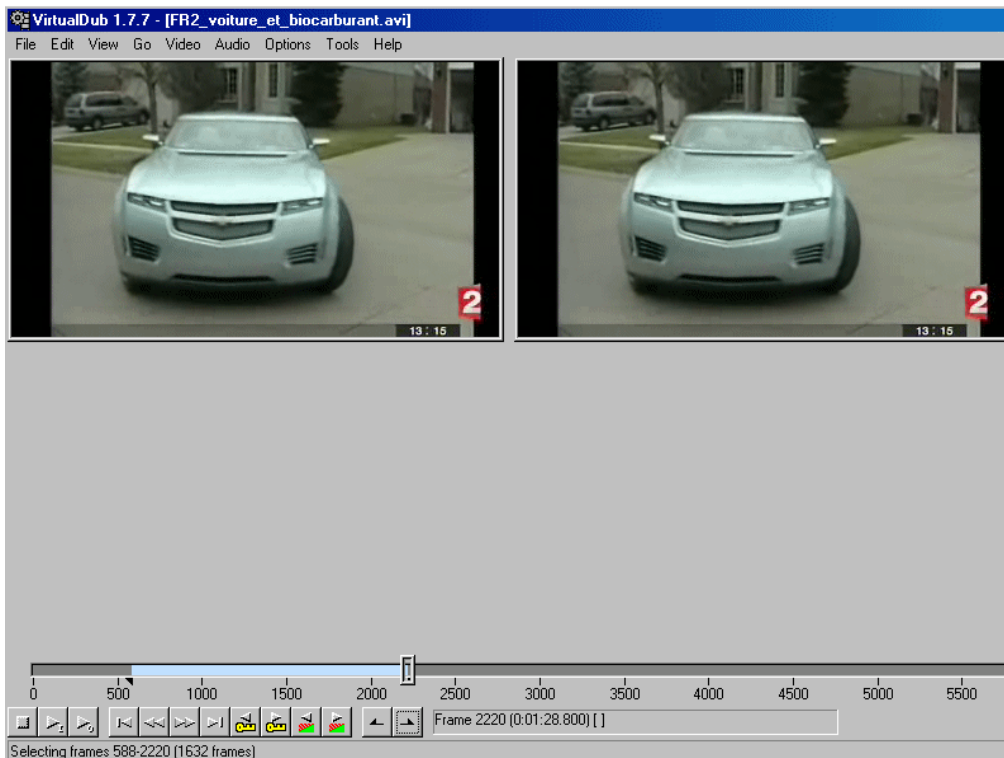 VirtualDub 1.7.7 - [FR2_voiture_et_biocarburant.avi]
File Edit View Go Video Audio Options Tools Help
2
13 : 15
2
13 : 15
0 500 1000 1500 2000 2500 3000 3500 4000 4500 5000 5500
Frame 2220 (0:01:28.800) [ ]
Selecting frames 588-2220 (1632 frames)